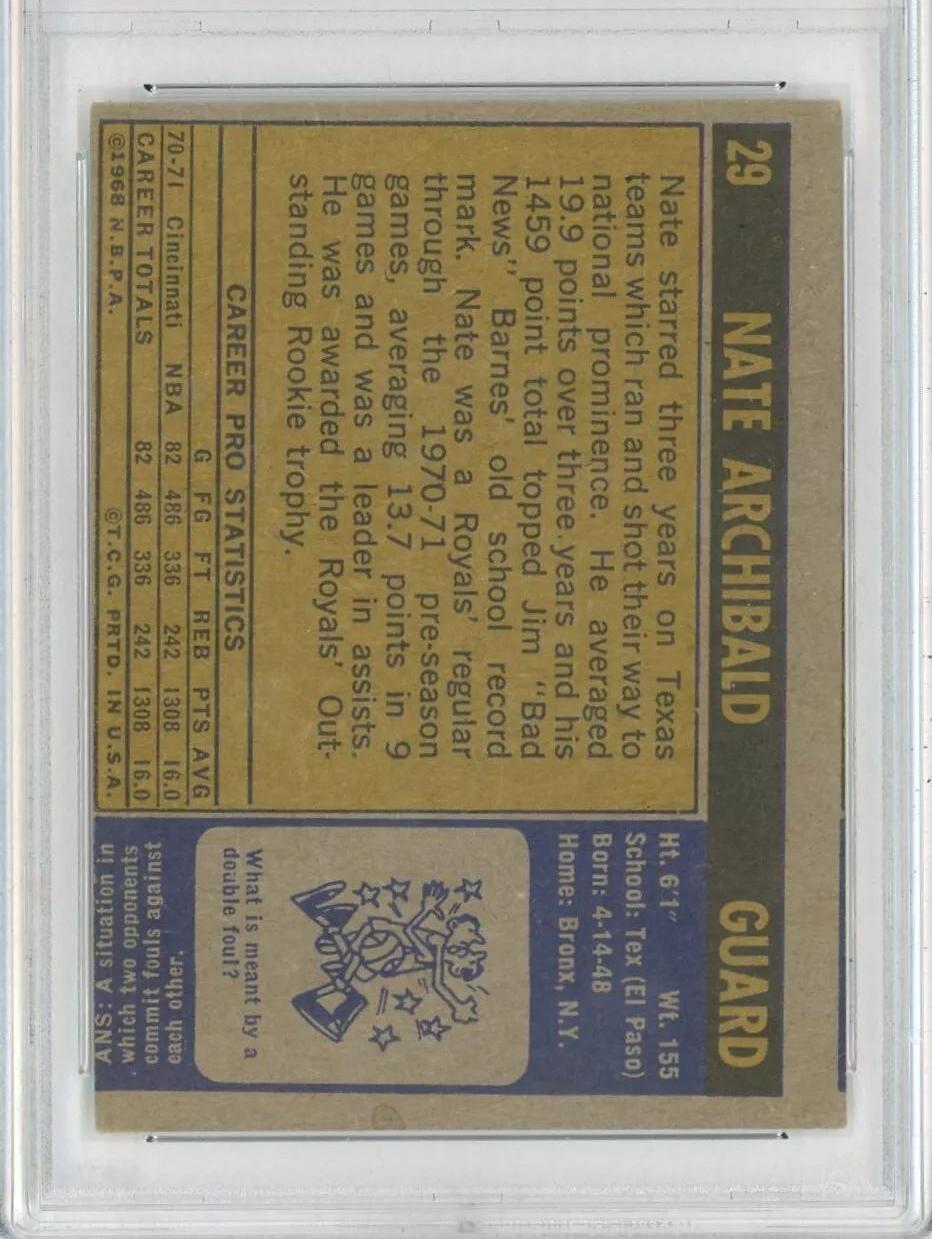 29 NATE ARCHIBALD GUARD
Nate starred three years on Texas
teams which ran and shot their way to
national prominence. He averaged
19.9 points over three years and his
1459 point total topped Jim "Bad
News" Barnes' old school record
mark. Nate was a Royals' regular
through the 1970-71 pre-season
games, averaging 13.7 points in 9
games and was a leader in assists.
He was awarded the Royals' Out-
standing Rookie trophy.
CAREER PRO STATISTICS
G FG FT REB PTS AVG
70-71 Cincinnati NBA 82 486 336 242 1308 16.0
CAREER TOTALS 82 486 336 242 1308 16.0
©1968 N.B.P.A. ©T.C.G. PRTD. IN U.S.A.
Ht. 6'1" Wt. 155
School: Tex (El Paso)
Born: 4-14-48
Home: Bronx, N.Y.
What is meant by a
double foul?
ANS: A situation in
which two opponents
commit fouls against
each other.